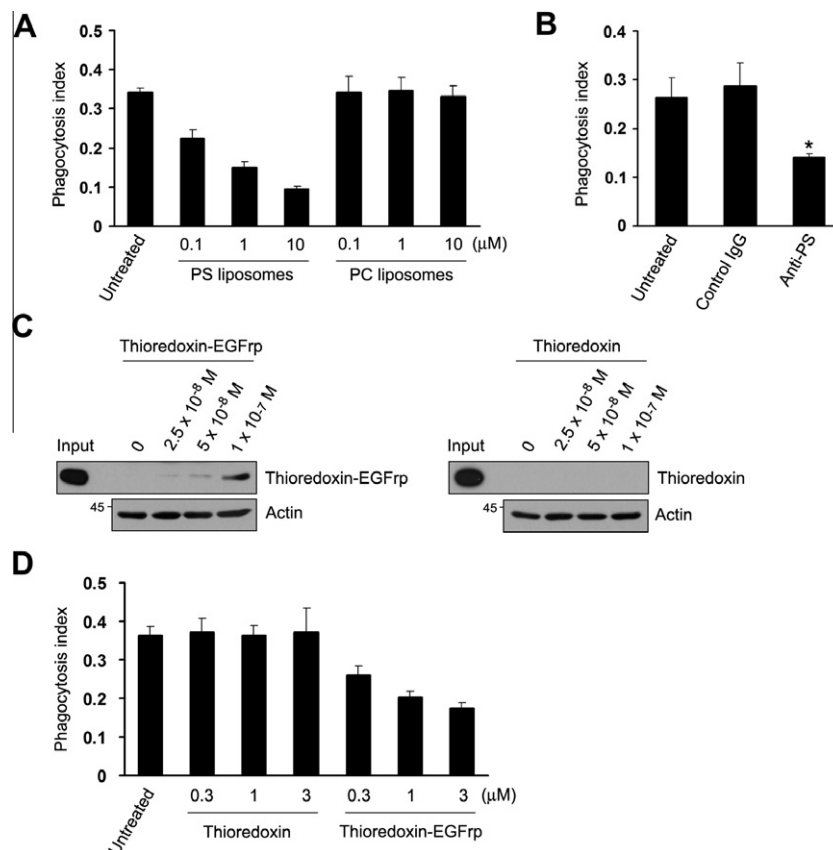 A
Phagocytosis index
0.5
0.4
0.3
0.2
0.1
0
Untreated
0.1 1 10 0.1 1 10 (μM)
PS liposomes PC liposomes
B
Phagocytosis index
0.4
0.3
0.2
0.1
0
*
Untreated
Control IgG
Anti-PS
C
Thioredoxin-EGFrp
Input 0 2.5 x 10-8 M 5 x 10-8 M 1 x 10-7 M
Thioredoxin-EGFrp
45
Actin
Thioredoxin
Input 0 2.5 x 10-8 M 5 x 10-8 M 1 x 10-7 M
Thioredoxin
45
Actin
D
Phagocytosis index
0.5
0.4
0.3
0.2
0.1
0
Untreated
0.3 1 3 0.3 1 3 (μM)
Thioredoxin Thioredoxin-EGFrp